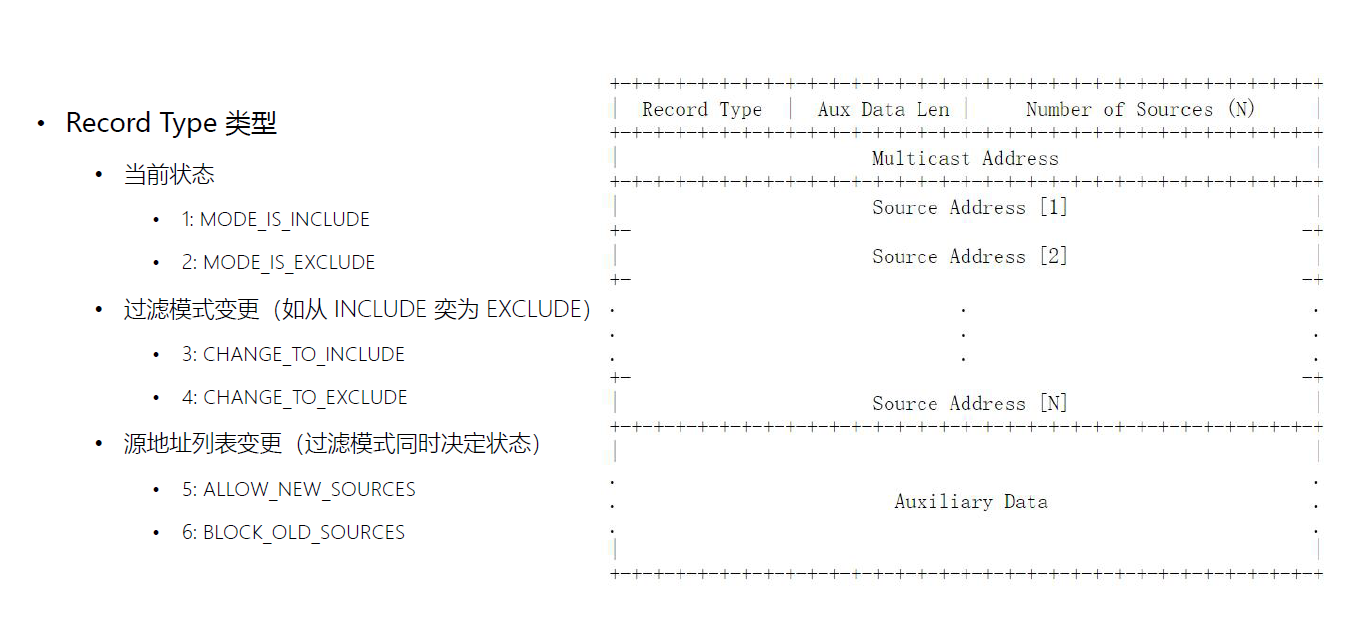 • Record Type 类型
• 当前状态
• 1: MODE_IS_INCLUDE
• 2: MODE_IS_EXCLUDE
• 过滤模式变更（如从 INCLUDE 奕为 EXCLUDE）
• 3: CHANGE_TO_INCLUDE
• 4: CHANGE_TO_EXCLUDE
• 源地址列表变更（过滤模式同时决定状态）
• 5: ALLOW_NEW_SOURCES
• 6: BLOCK_OLD_SOURCES
Record Type | Aux Data Len | Number of Sources (N)
Multicast Address
Source Address [1]
Source Address [2]
Source Address [N]
Auxiliary Data